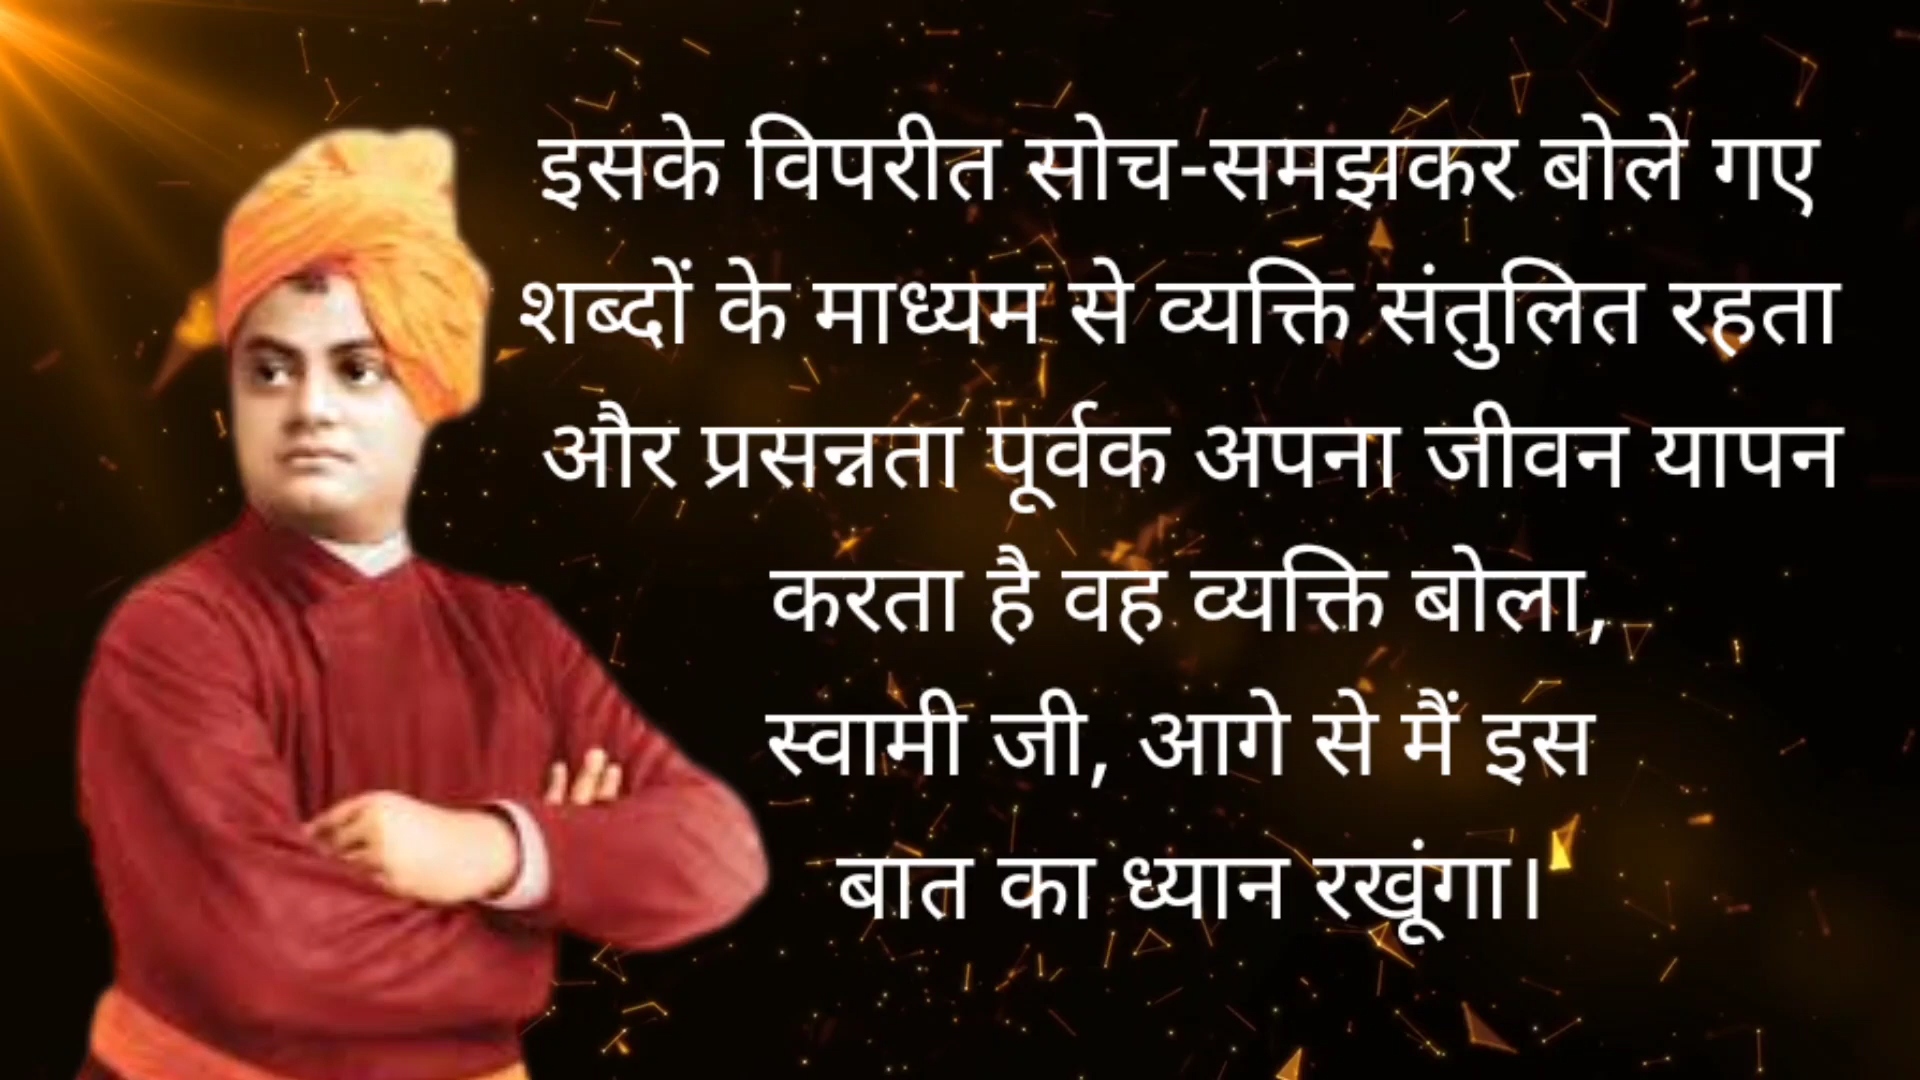 इसके विपरीत सोच-समझकर बोले गए
शब्दों के माध्यम से व्यक्ति संतुलित रहता
और प्रसन्नता पूर्वक अपना जीवन यापन
करता है वह व्यक्ति बोला,
स्वामी जी, आगे से मैं इस
बात का ध्यान रखूंगा।